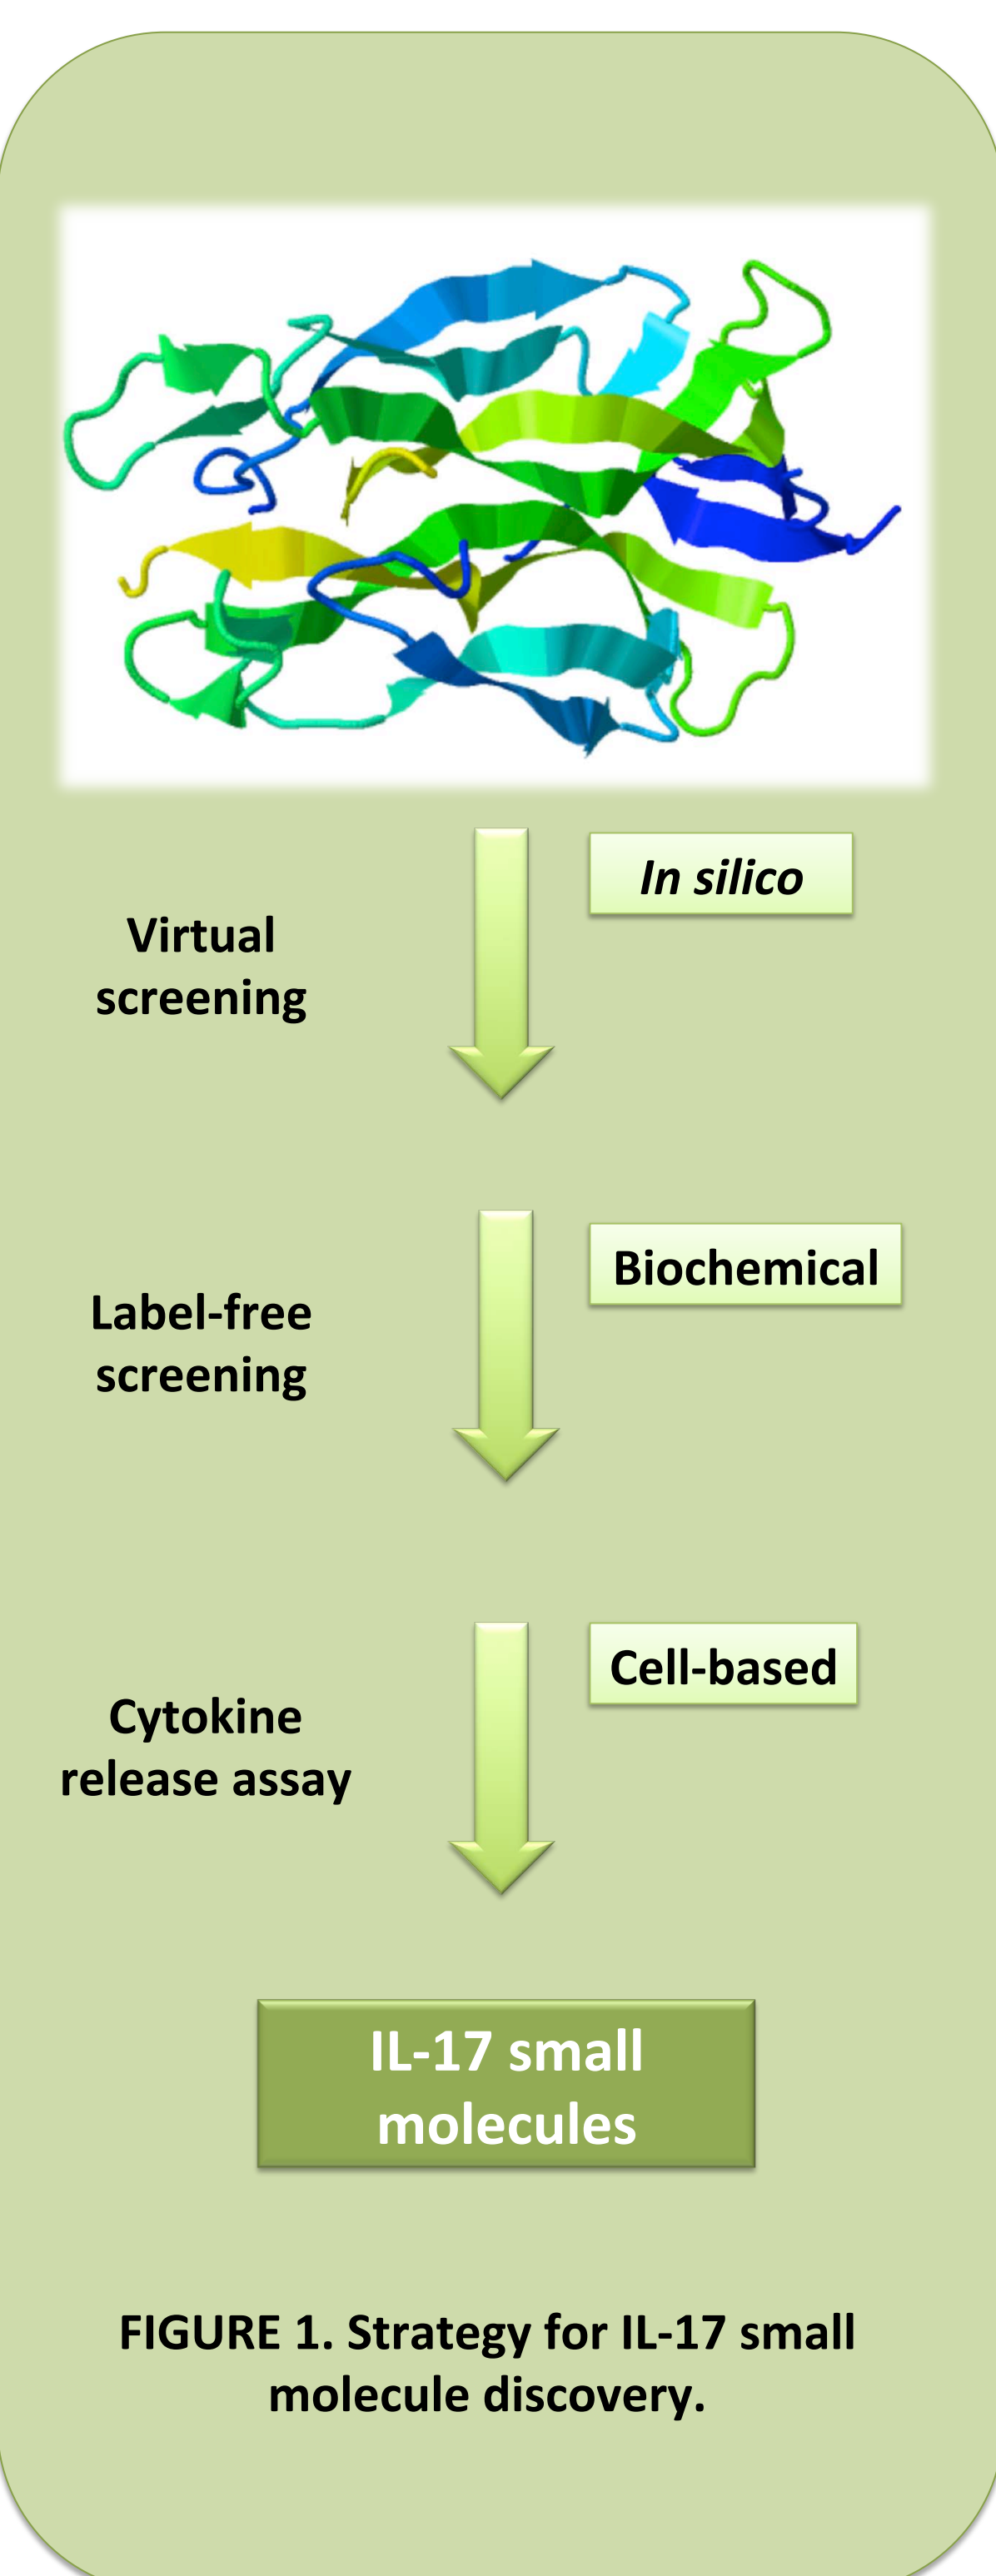 In silico
Virtual
screening
Biochemical
Label-free
screening
Cell-based
Cytokine
release assay
IL-17 small
molecules
FIGURE 1. Strategy for IL-17 small
molecule discovery.